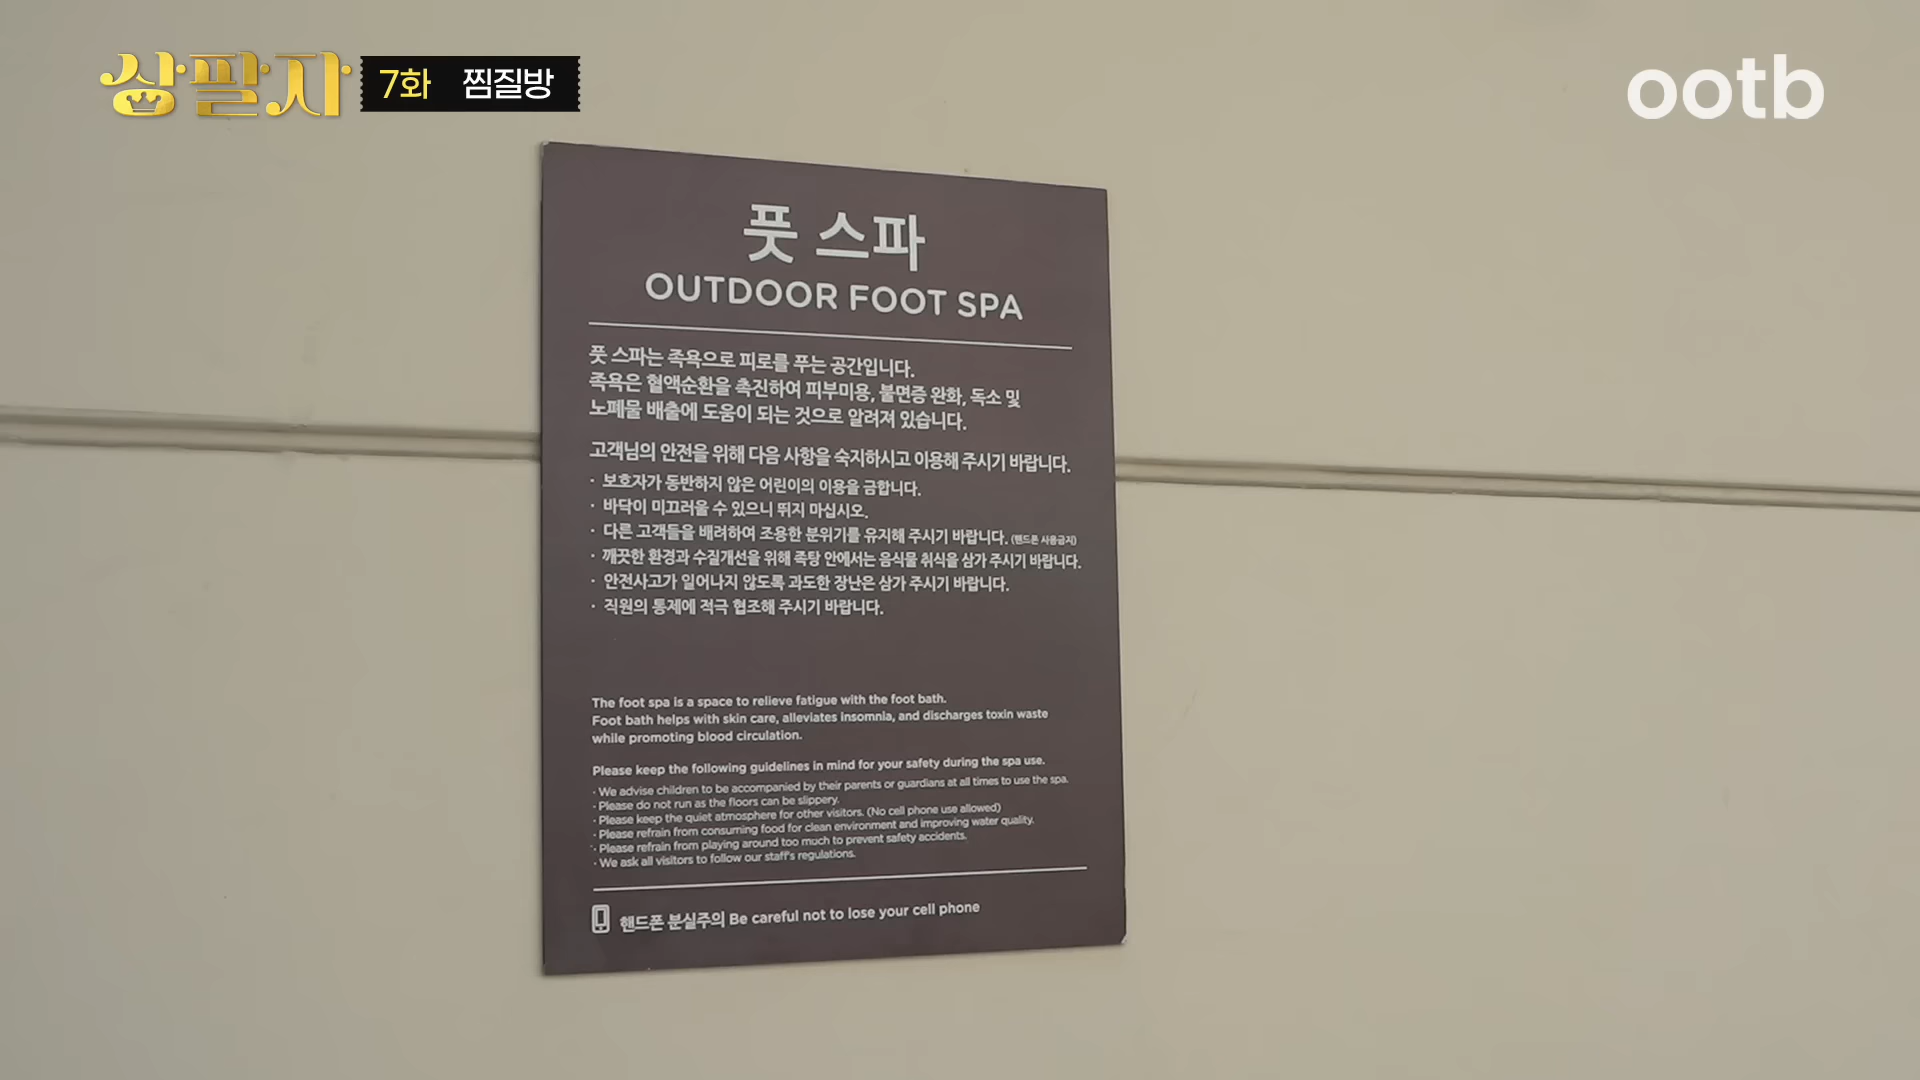 상팔자 7화 찜질방
ootb
풋 스파
OUTDOOR FOOT SPA
풋 스파는 족욕으로 피로를 푸는 공간입니다.
족욕은 혈액순환을 촉진하여 피부미용, 불면증 완화, 독소 및
노폐물 배출에 도움이 되는 것으로 알려져 있습니다.
고객님의 안전을 위해 다음 사항을 숙지하시고 이용해 주시기 바랍니다.
· 보호자가 동반하지 않은 어린이의 이용을 금합니다.
· 바닥이 미끄러울 수 있으니 뛰지 마십시오.
· 다른 고객들을 배려하여 조용한 분위기를 유지해 주시기 바랍니다. (핸드폰 사용금지)
· 깨끗한 환경과 수질개선을 위해 족탕 안에서는 음식물 취식을 삼가 주시기 바랍니다.
· 안전사고가 일어나지 않도록 과도한 장난은 삼가 주시기 바랍니다.
· 직원의 통제에 적극 협조해 주시기 바랍니다.
The foot spa is a space to relieve fatigue with the foot bath.
Foot bath helps with skin care, alleviates insomnia, and discharges toxin waste
while promoting blood circulation.
Please keep the following guidelines in mind for your safety during the spa use.
· We advise children to be accompanied by their parents or guardians at all times to use the spa.
· Please do not run as the floors can be slippery.
· Please keep the quiet atmosphere for other visitors. (No cell phone use allowed)
· Please refrain from consuming food for clean environment and improving water quality.
· Please refrain from playing around too much to prevent safety accidents.
· We ask all visitors to follow our staff's regulations.
핸드폰 분실주의 Be careful not to lose your cell phone